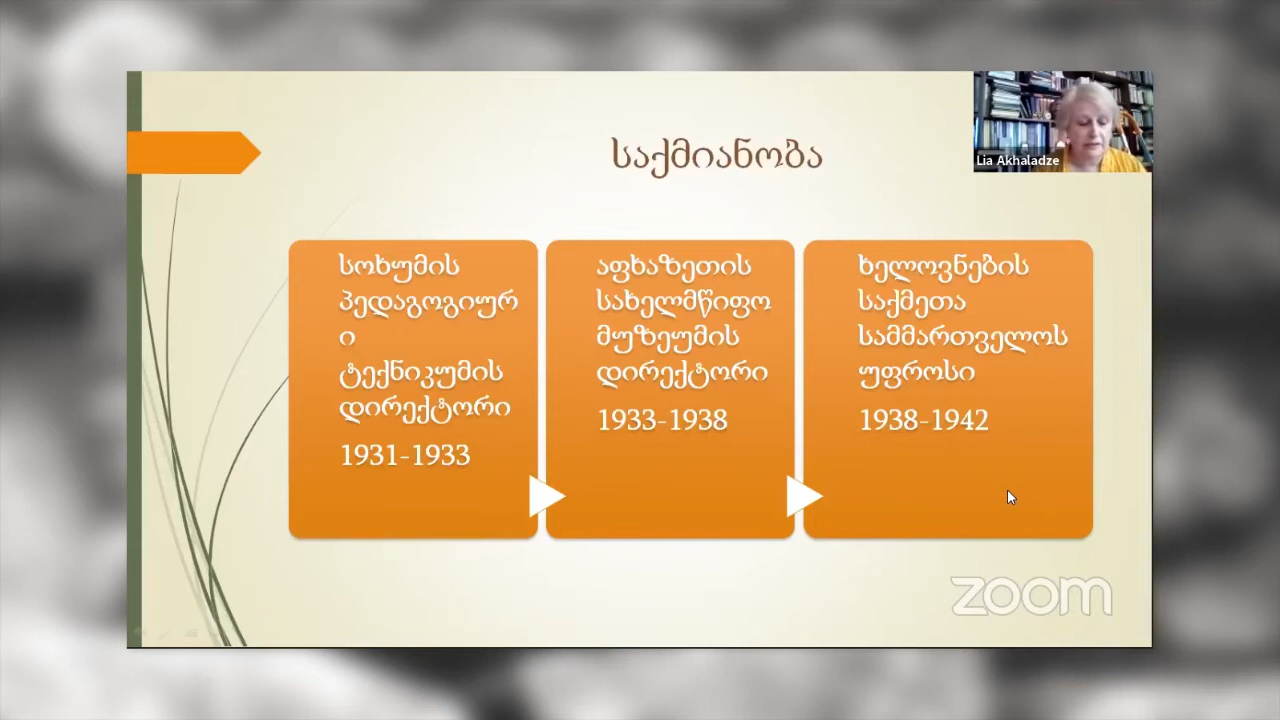 საქმიანობა
Lia Akhaladze
სოხუმის
პედაგოგიურ
ი
ტექნიკუმის
დირექტორი
1931-1933
აფხაზეთის
სახელმწიფო
მუზეუმის
დირექტორი
1933-1938
ხელოვნების
საქმეთა
სამმართველოს
უფროსი
1938-1942
zoom